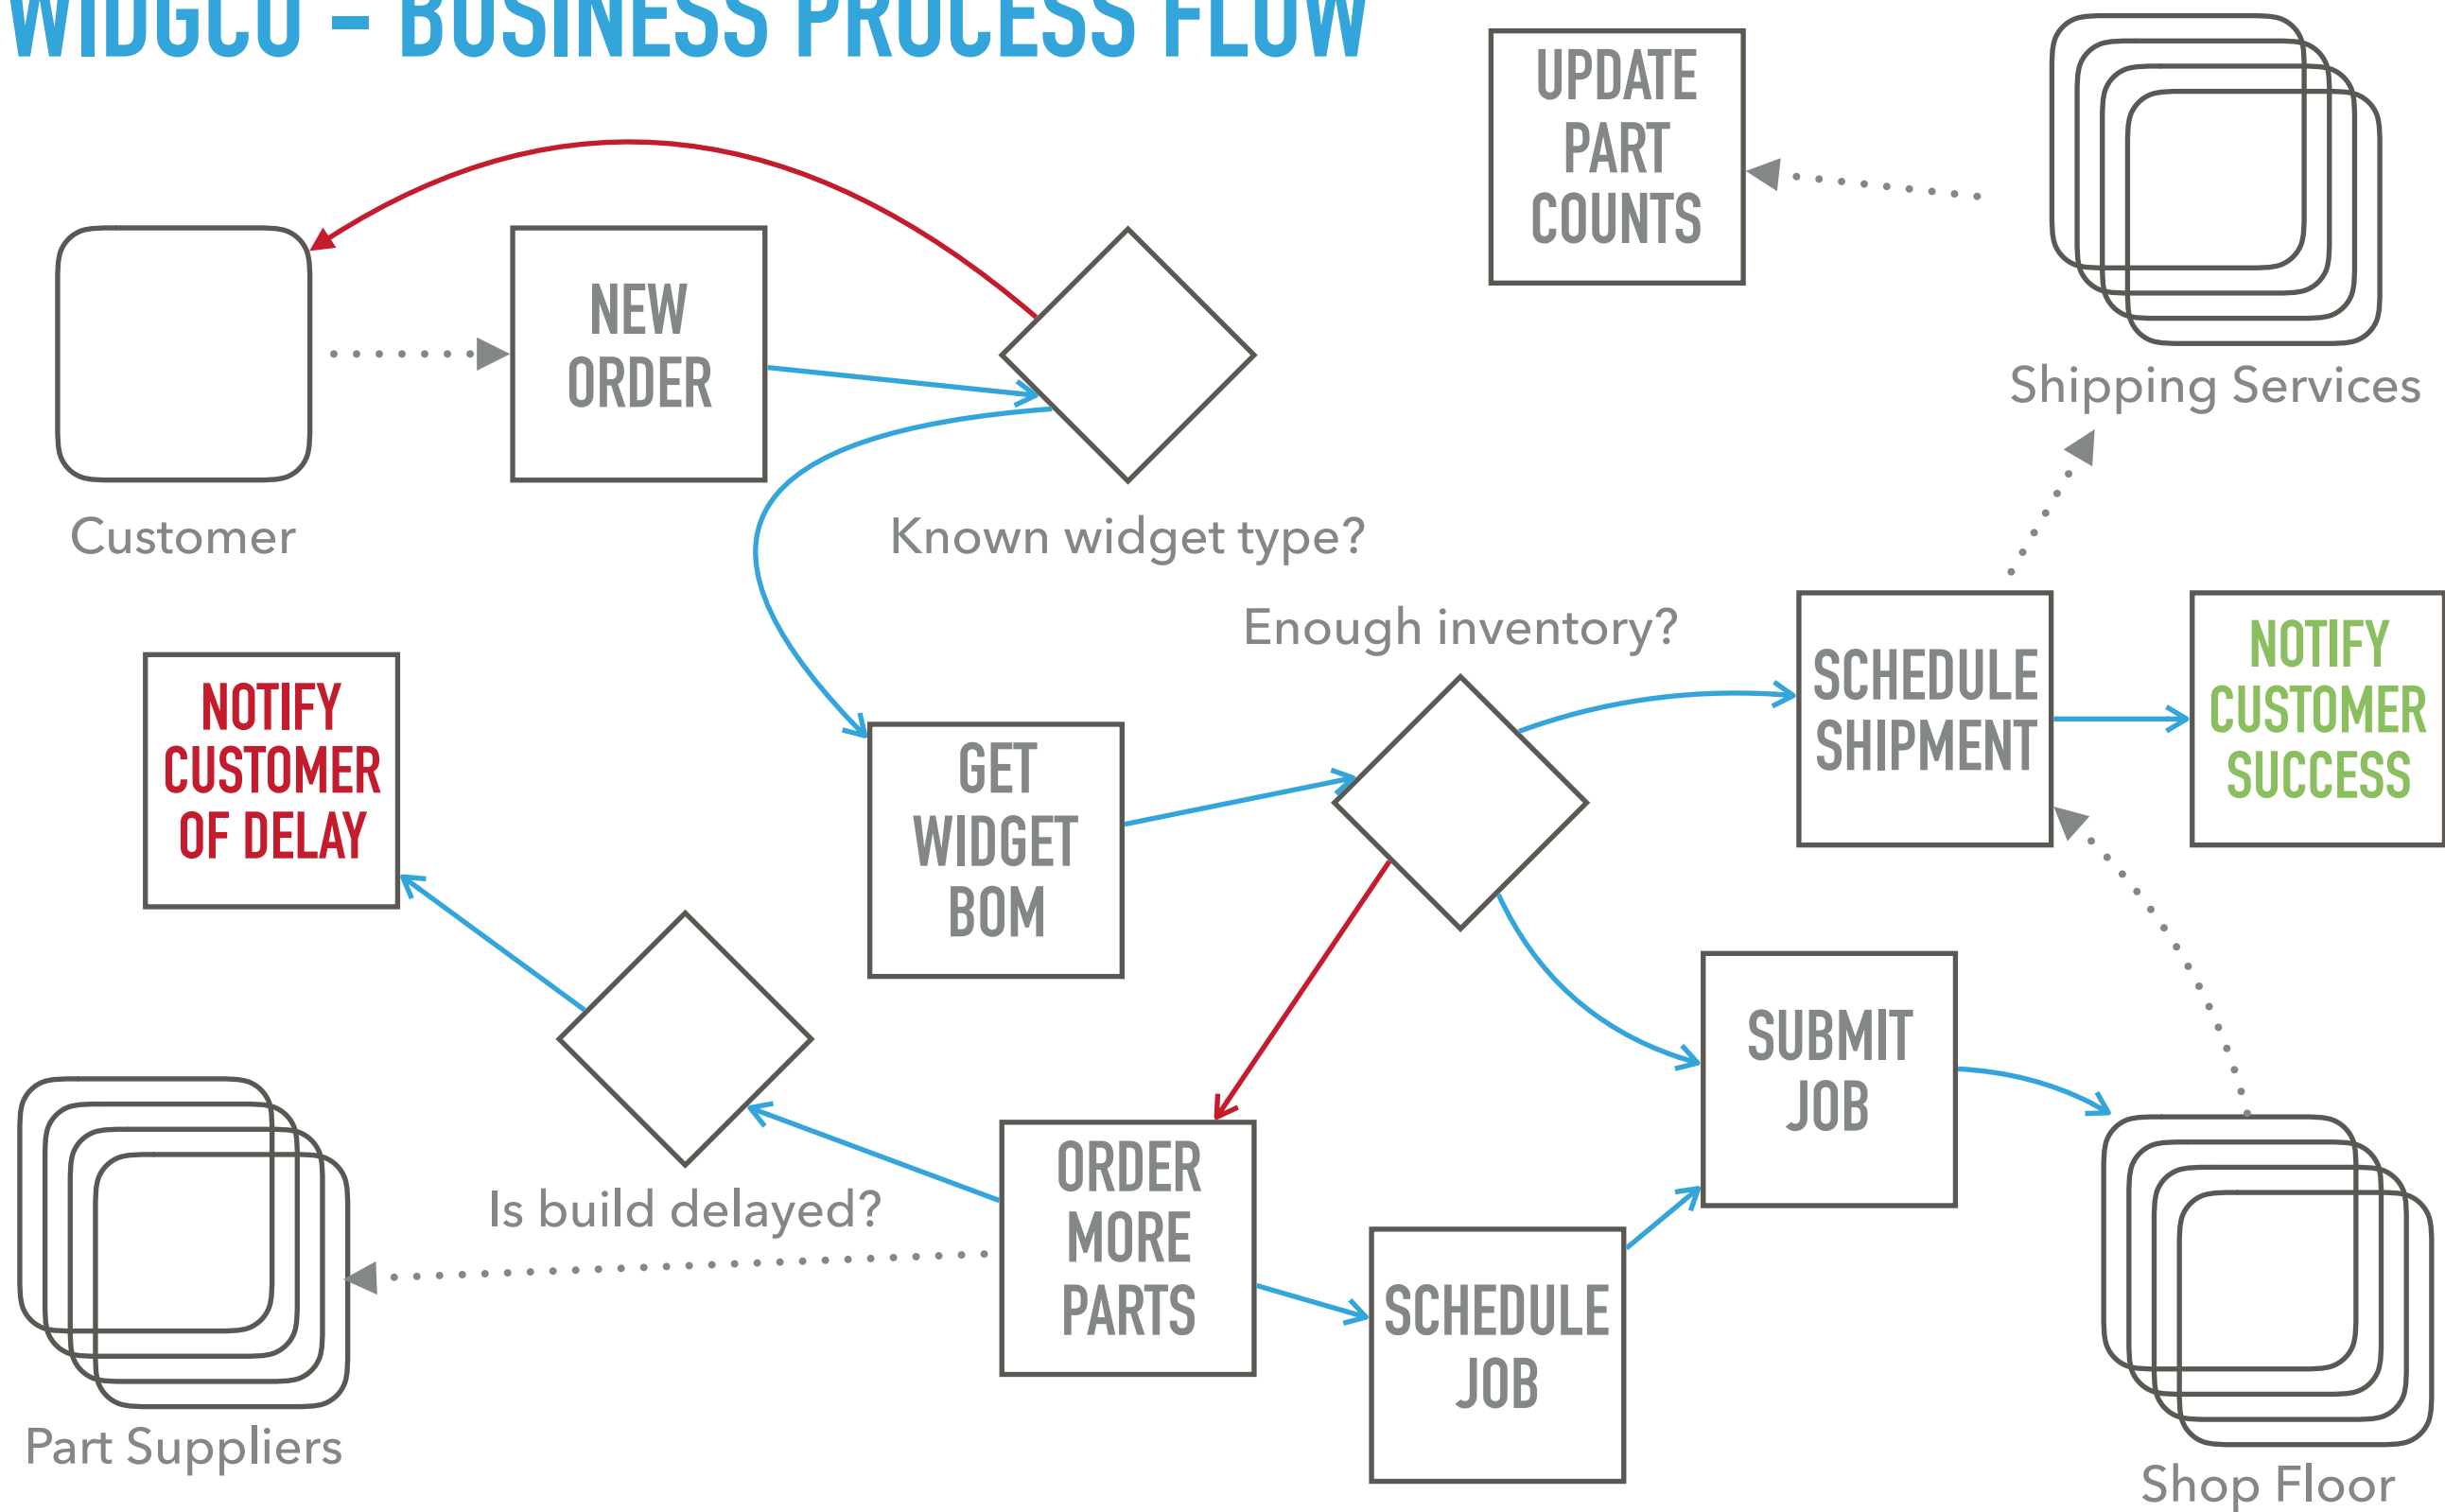 WIDGCO – BUSINESS PROCESS FLOW
UPDATE
PART
COUNTS
NEW
ORDER
Shipping Services
Customer
Known widget type?
Enough inventory?
NOTIFY
CUSTOMER
OF DELAY
GET
WIDGET
BOM
SCHEDULE
SHIPMENT
NOTIFY
CUSTOMER
SUCCESS
SUBMIT
JOB
Is build delayed?
ORDER
MORE
PARTS
SCHEDULE
JOB
Part Suppliers
Shop Floor